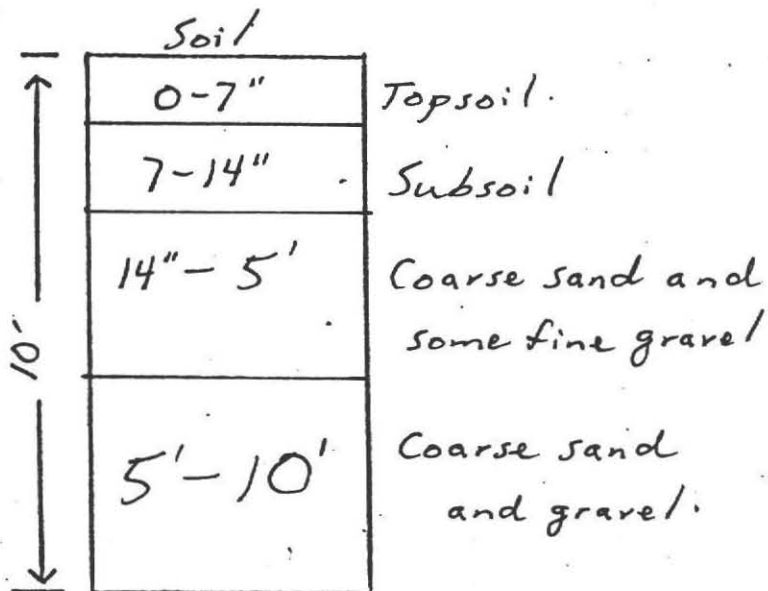 Soil
0-7" Topsoil.
7-14" Subsoil
14"- 5' Coarse sand and
some fine gravel
10'
5'-10' Coarse sand
and gravel.